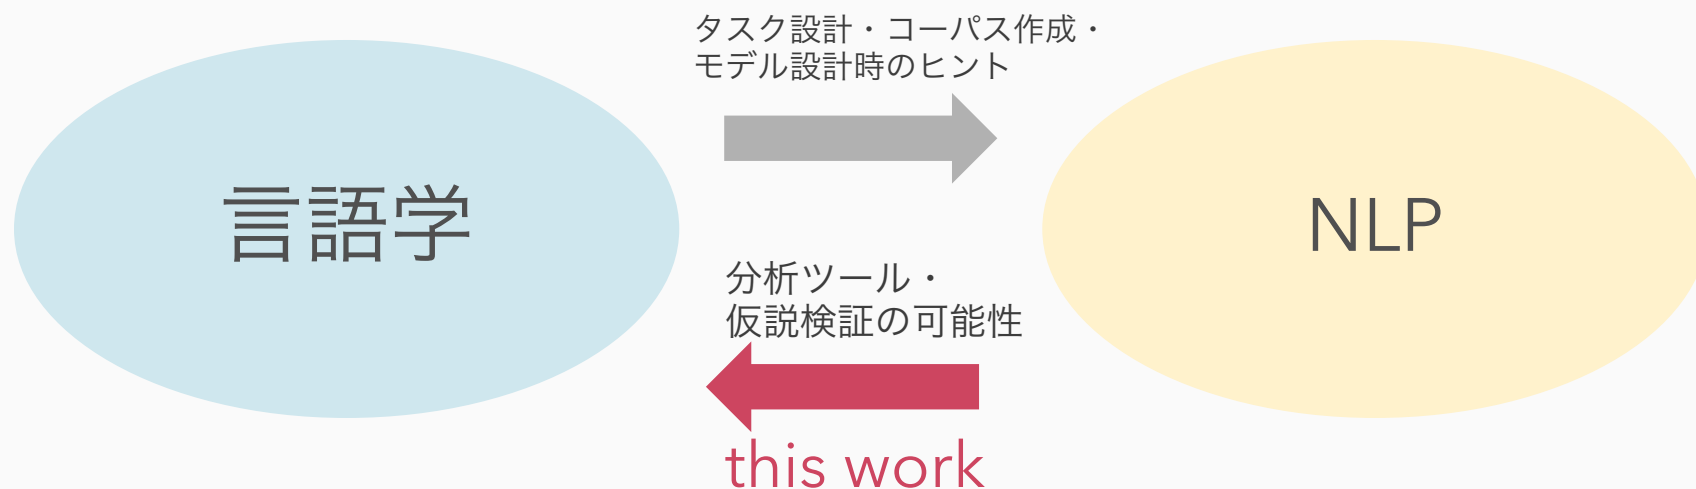 タスク設計・コーパス作成・
モデル設計時のヒント
言語学
NLP
分析ツール・
仮説検証の可能性
this work